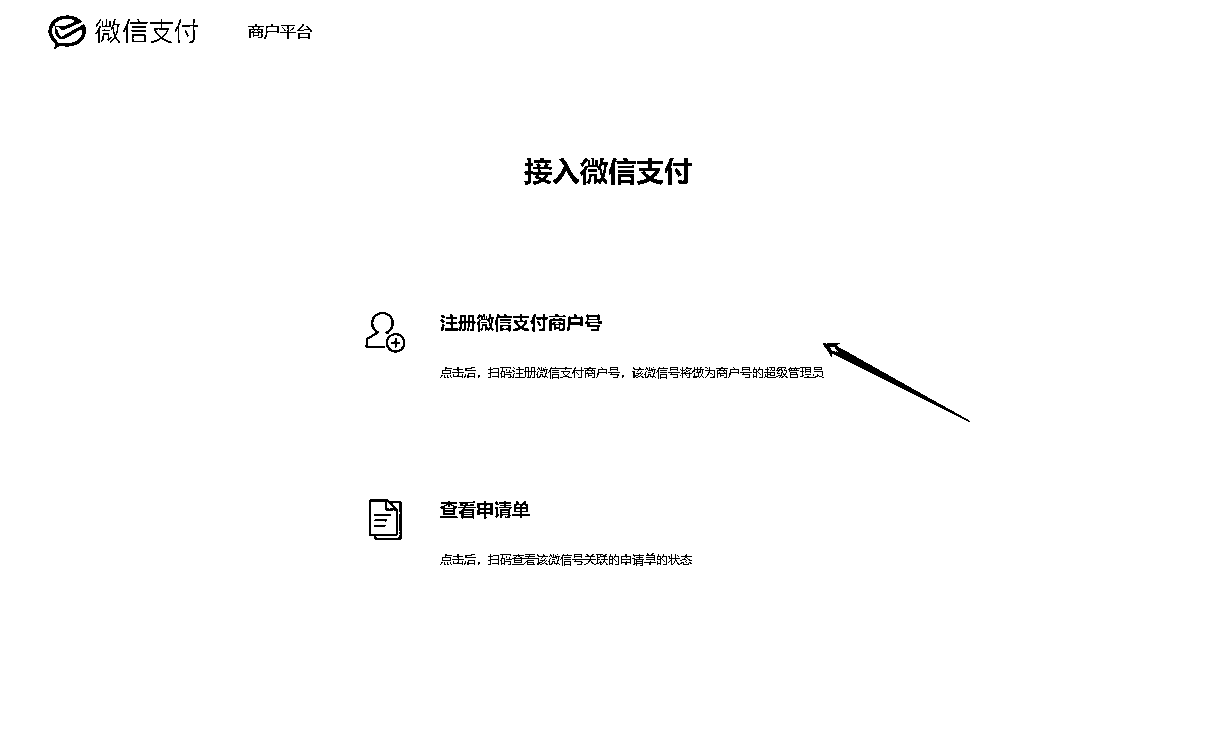 微信支付 商户平台
接入微信支付
注册微信支付商户号
点击后，扫码注册微信支付商户号，该微信号将做为商户号的超级管理员
查看申请单
点击后，扫码查看该微信号关联的申请单的状态